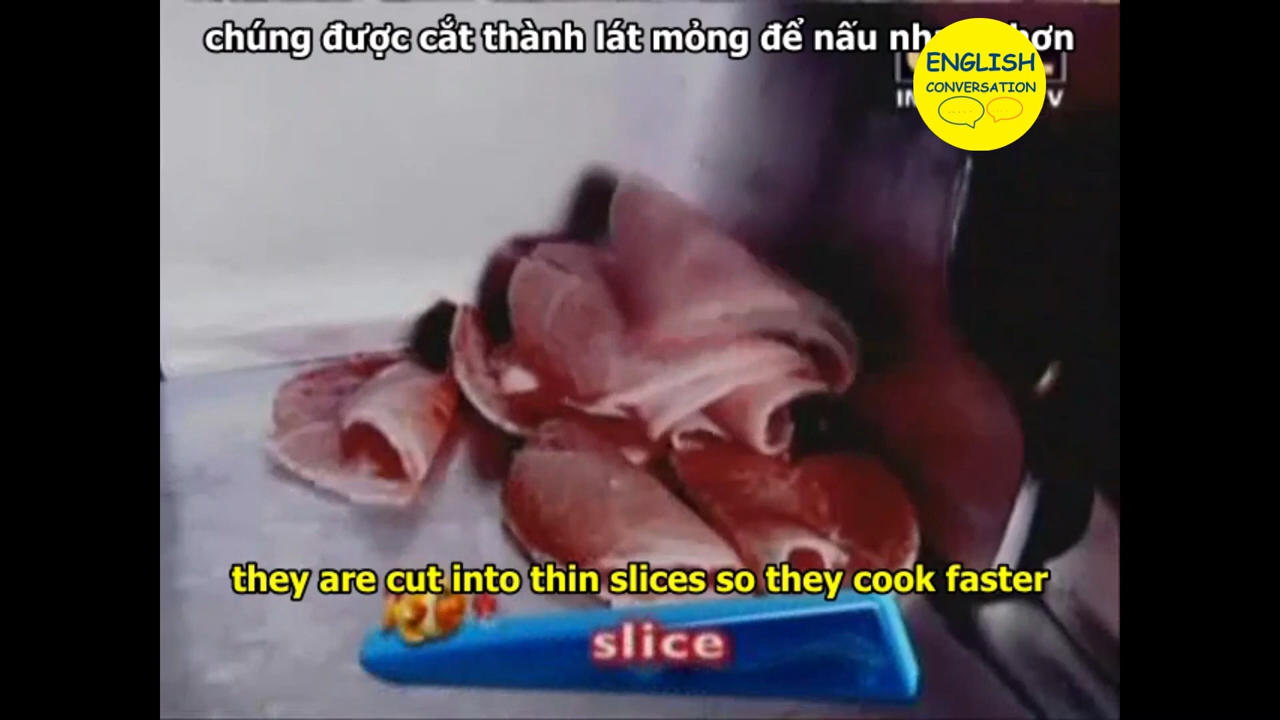 chúng được cắt thành lát mỏng để nấu
ENGLISH
CONVERSATION
they are cut into thin slices so they cook faster
slice